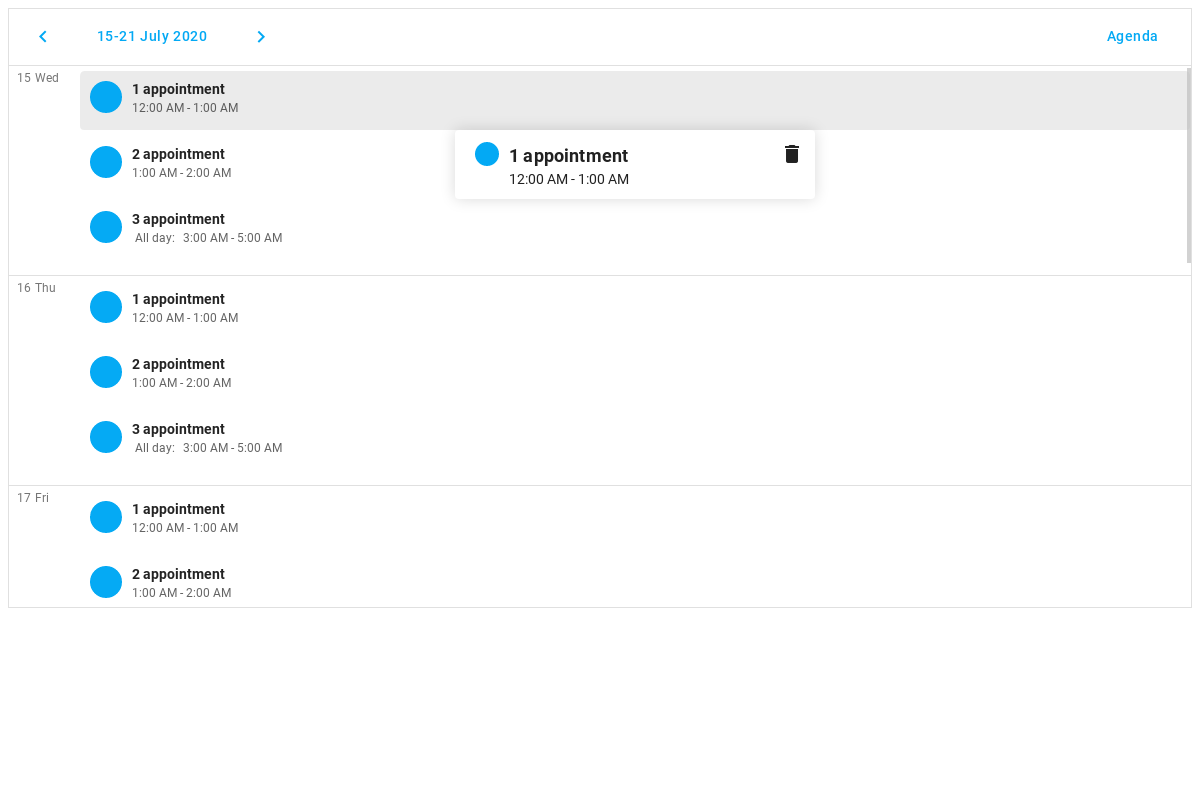 15-21 July 2020
Agenda
15 Wed
1 appointment
12:00 AM - 1:00 AM
2 appointment
1:00 AM - 2:00 AM
3 appointment
All day: 3:00 AM - 5:00 AM
1 appointment
12:00 AM - 1:00 AM
16 Thu
1 appointment
12:00 AM - 1:00 AM
2 appointment
1:00 AM - 2:00 AM
3 appointment
All day: 3:00 AM - 5:00 AM
17 Fri
1 appointment
12:00 AM - 1:00 AM
2 appointment
1:00 AM - 2:00 AM